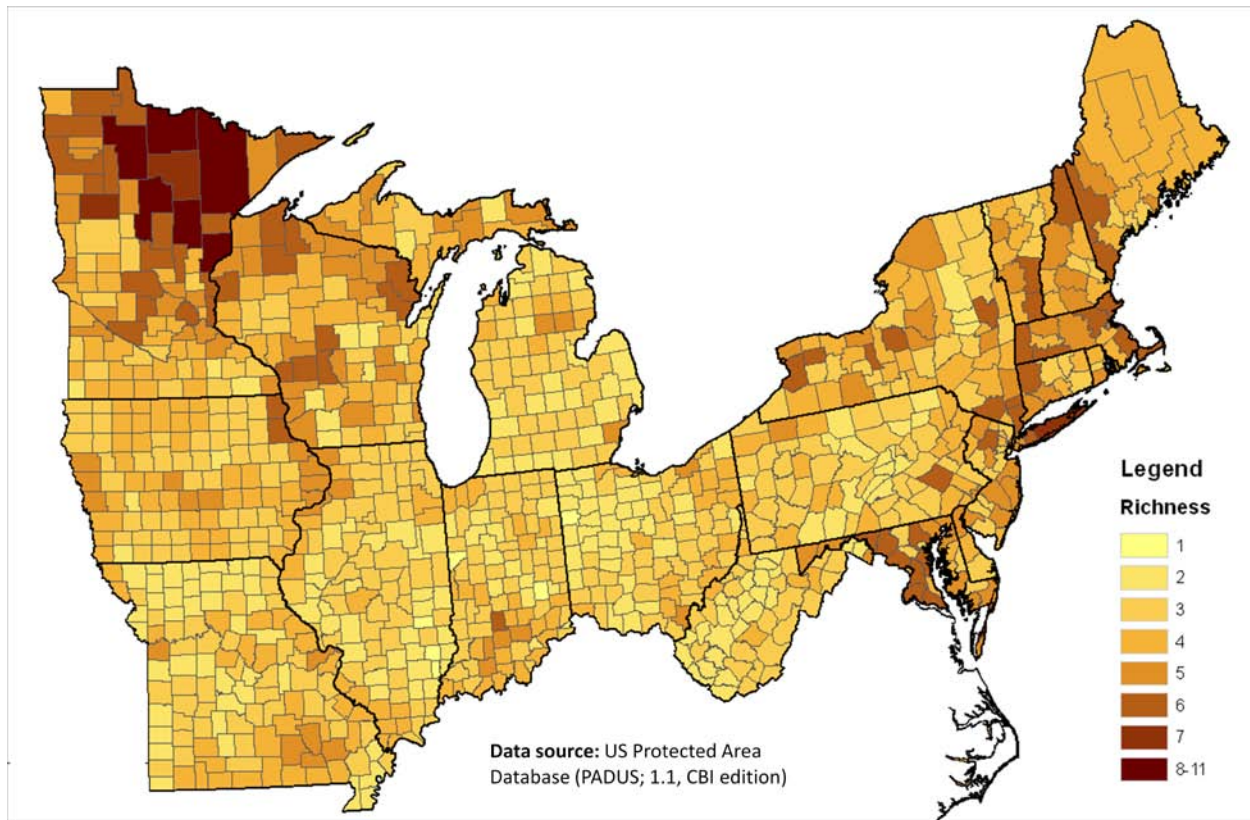 Legend
Richness
1
2
3
4
5
6
7
8-11
Data source: US Protected Area
Database (PADUS; 1.1, CBI edition)